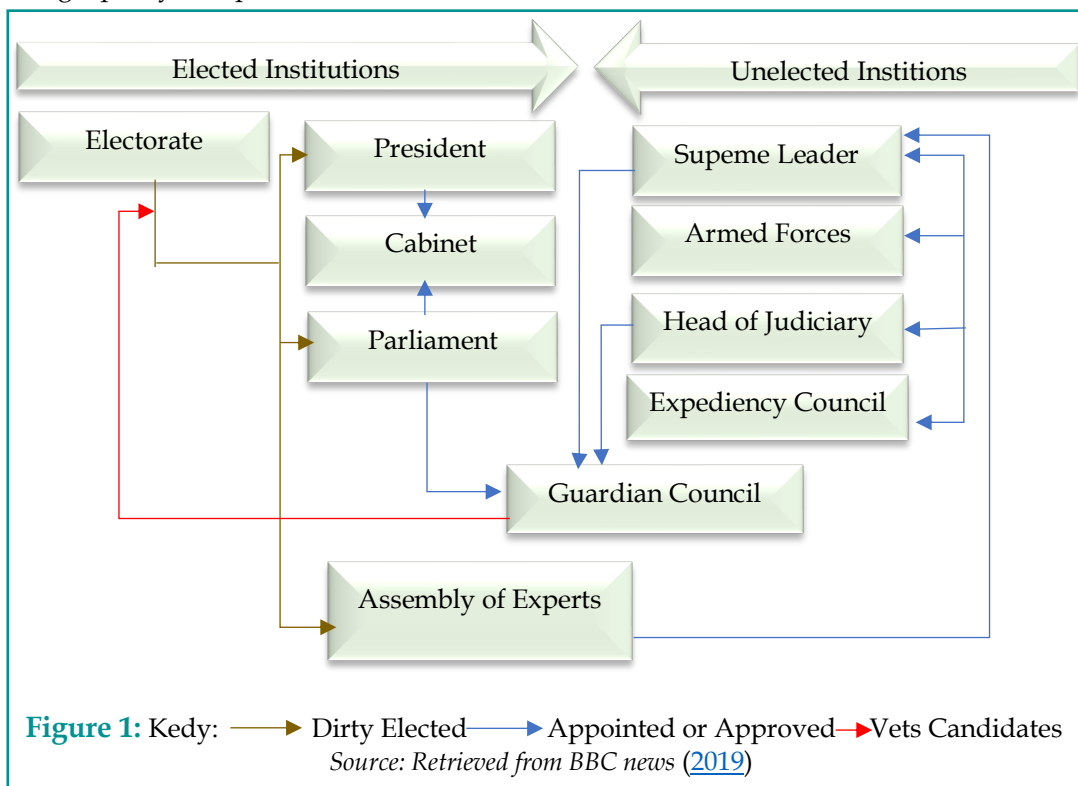 Elected Institutions
Unelected Institions
Electorate
President
Cabinet
Parliament
Supeme Leader
Armed Forces
Head of Judiciary
Expediency Council
Guardian Council
Assembly of Experts
Figure 1: Kedy: Dirty Elected Appointed or Approved Vets Candidates
Source: Retrieved from BBC news (2019)